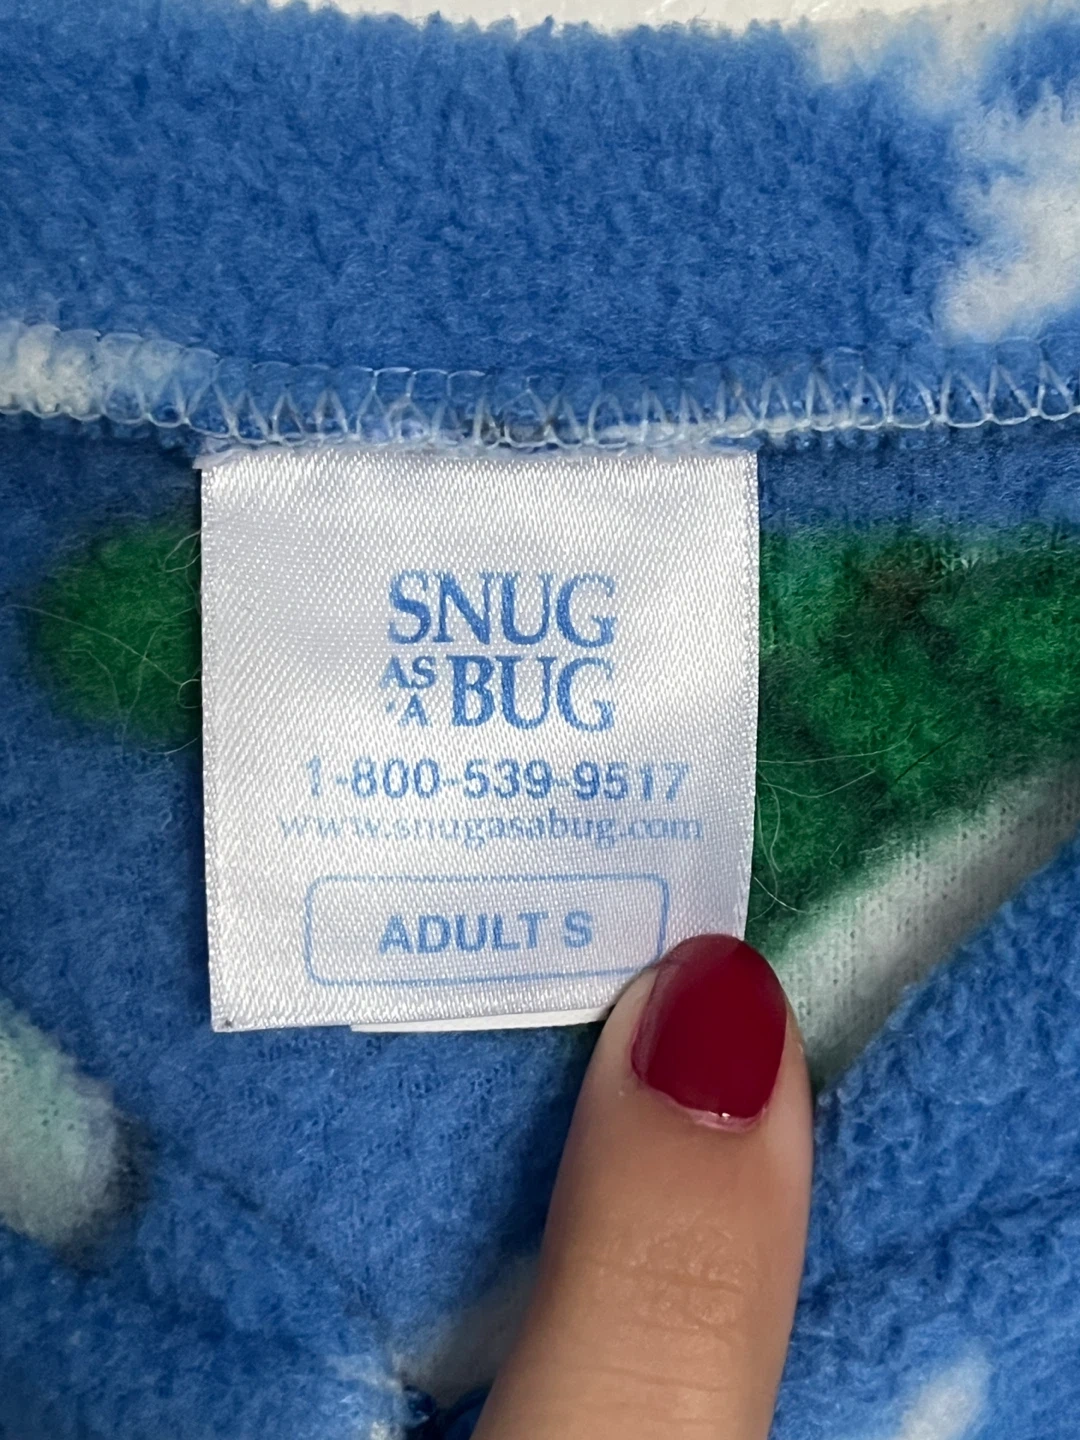 SNUG
AS A BUG
1-800-539-9517
www.snugasabug.com
ADULT S